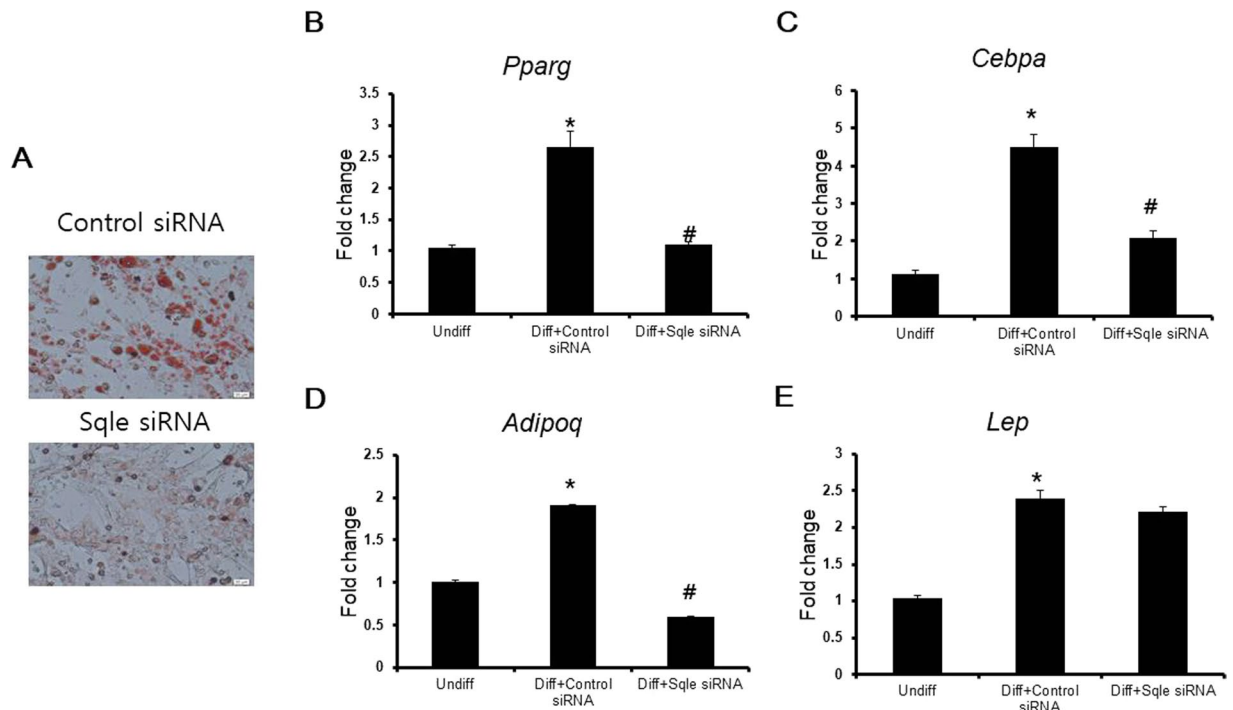 A
Control siRNA
Sqle siRNA
B
Pparg
Fold change
3.5
3
2.5
2
1.5
1
0.5
0
*
#
Undiff
Diff+Control
siRNA
Diff+Sqle siRNA
C
Cebpa
Fold change
6
5
4
3
2
1
0
*
#
Undiff
Diff+Control
siRNA
Diff+Sqle siRNA
D
Adipoq
Fold change
2.5
2
1.5
1
0.5
0
*
#
Undiff
Diff+Control
siRNA
Diff+Sqle siRNA
E
Lep
Fold change
3
2.5
2
1.5
1
0.5
0
*
Undiff
Diff+Control
siRNA
Diff+Sqle siRNA